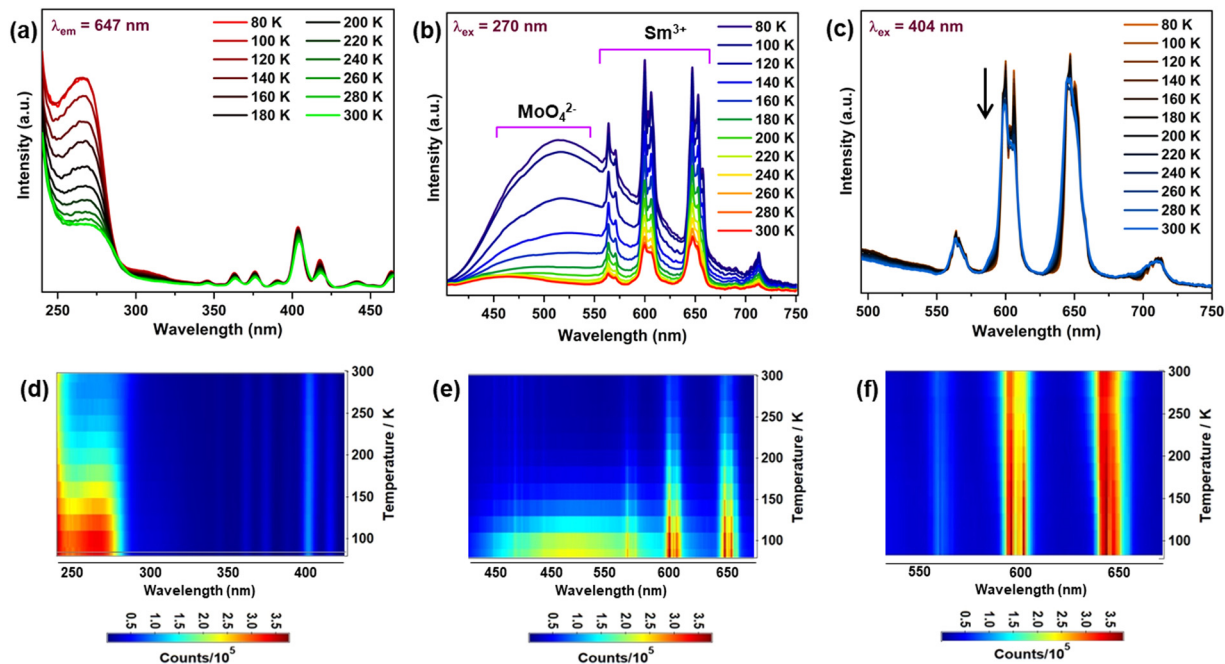 (a)
λem = 647 nm
80 K
100 K
120 K
140 K
160 K
180 K
200 K
220 K
240 K
260 K
280 K
300 K
Intensity (a.u.)
250 300 350 400 450
Wavelength (nm)
(b)
λex = 270 nm
Sm³⁺
MoO₄²⁻
80 K
100 K
120 K
140 K
160 K
180 K
200 K
220 K
240 K
260 K
280 K
300 K
Intensity (a.u.)
450 500 550 600 650 700 750
Wavelength (nm)
(c)
λex = 404 nm
80 K
100 K
120 K
140 K
160 K
180 K
200 K
220 K
240 K
260 K
280 K
300 K
Intensity (a.u.)
500 550 600 650 700 750
Wavelength (nm)
(d)
300
250
200
150
100
Temperature / K
250 300 350 400
Wavelength (nm)
0.5 1.0 1.5 2.0 2.5 3.0 3.5
Counts/10⁵
(e)
300
250
200
150
100
Temperature / K
450 450 500 550 600 650
Wavelength (nm)
0.5 1.0 1.5 2.0 2.5 3.0 3.5
Counts/10⁵
(f)
300
250
200
150
100
Temperature / K
550 600 650
Wavelength (nm)
0.5 1.0 1.5 2.0 2.5 3.0 3.5
Counts/10⁵